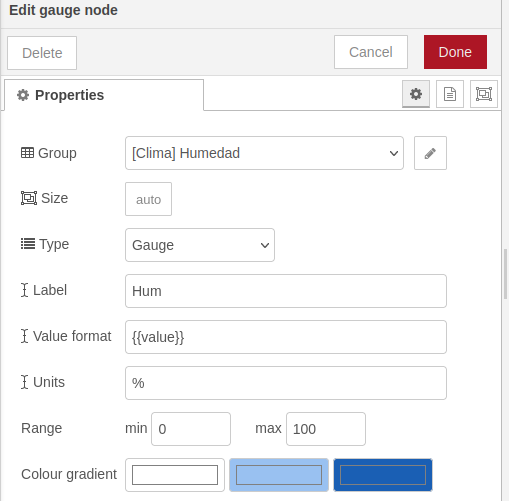 Edit gauge node
Delete Cancel Done
Properties
Group [Clima] Humedad
Size auto
Type Gauge
Label Hum
Value format {{value}}
Units %
Range min 0 max 100
Colour gradient